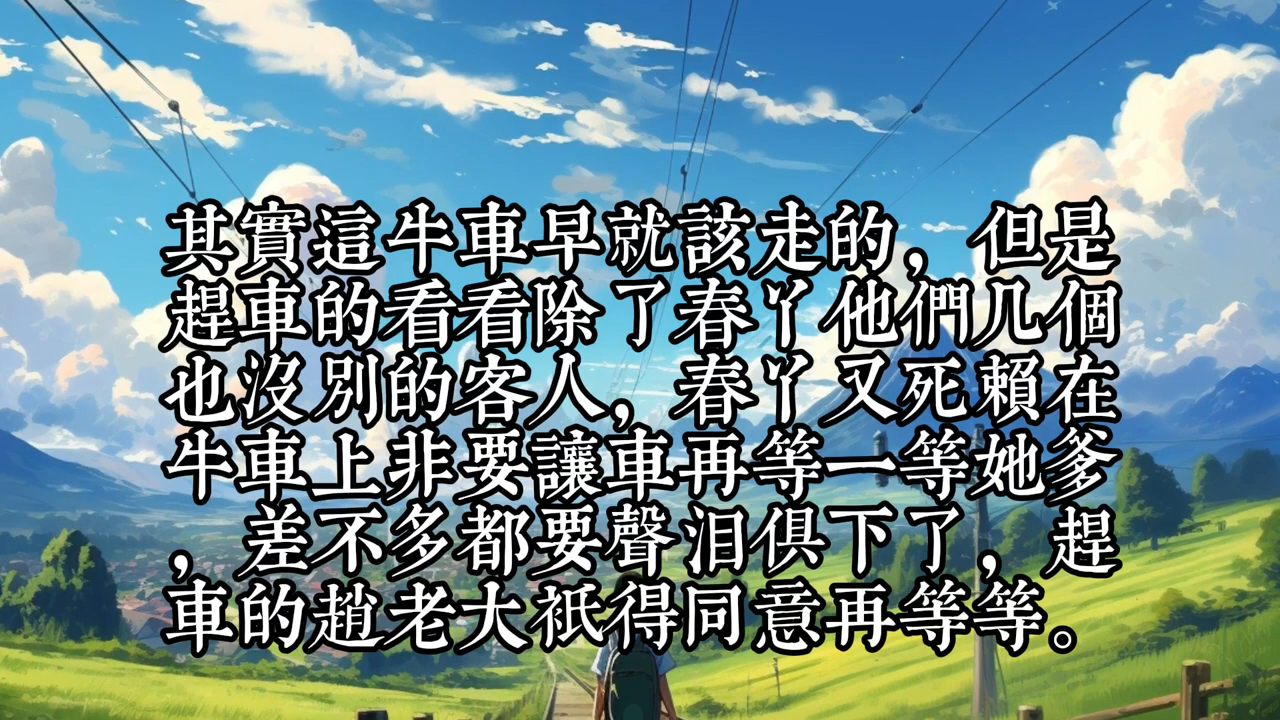 其實這牛車早就該走的，但是
趕車的看看除了春丫他們几個
也沒別的客人，春丫又死賴在
牛車上非要讓車再等一等她爹
，差不多都要聲泪俱下了，趕
車的趙老大祇得同意再等等。